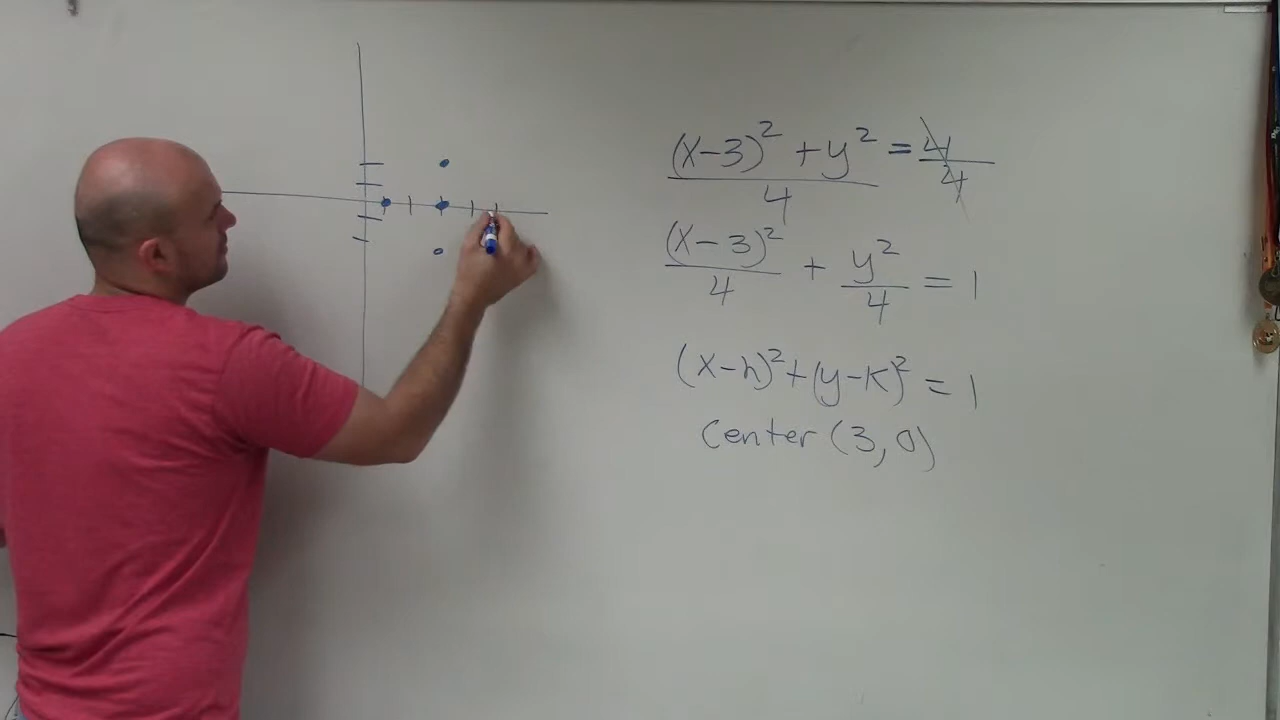 (x-3)² + y² = 4
4 4
(x-3)² + y² = 1
4 4
(x-h)² + (y-k)² = 1
Center (3,0)